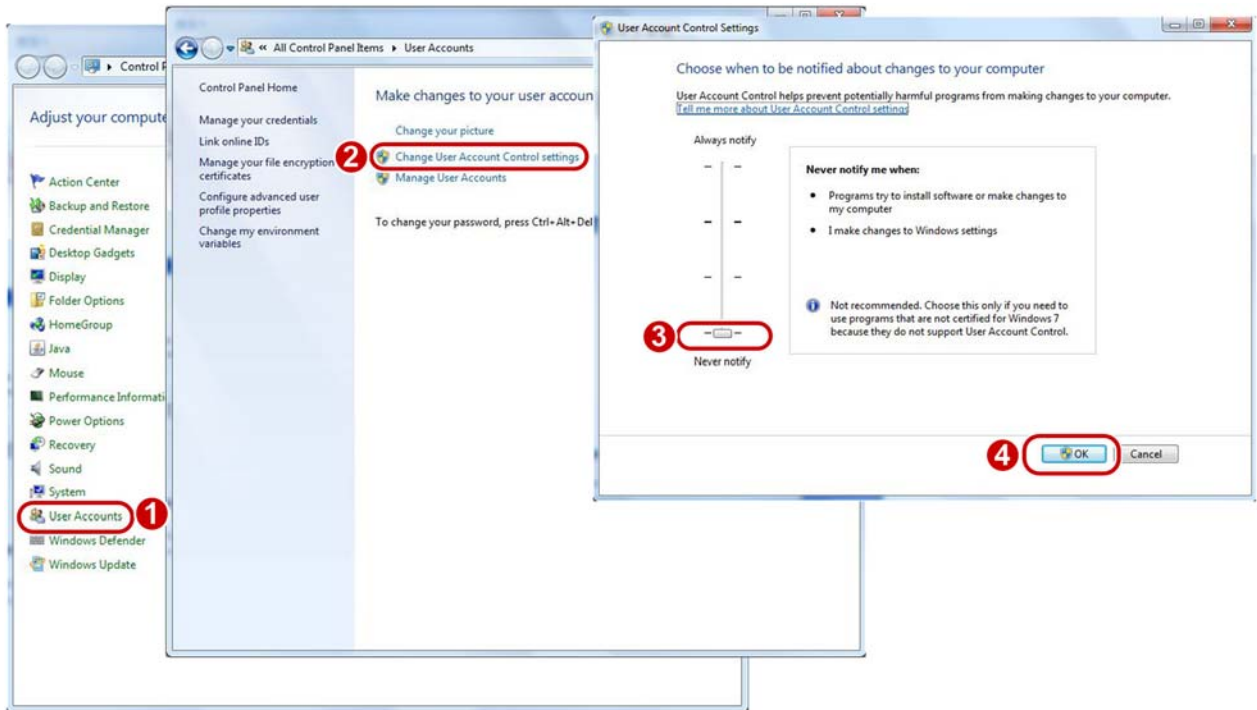 Control P
Adjust your compute
Action Center
Backup and Restore
Credential Manager
Desktop Gadgets
Display
Folder Options
HomeGroup
Java
Mouse
Performance Informati
Power Options
Recovery
Sound
System
User Accounts
1
Windows Defender
Windows Update
« All Control Panel Items ▸ User Accounts
Control Panel Home
Manage your credentials
Link online IDs
Manage your file encryption
certificates
Configure advanced user
profile properties
Change my environment
variables
Make changes to your user accoun
Change your picture
2
Change User Account Control settings
Manage User Accounts
To change your password, press Ctrl+Alt+Del
User Account Control Settings
Choose when to be notified about changes to your computer
User Account Control helps prevent potentially harmful programs from making changes to your computer.
Tell me more about User Account Control settings
Always notify
Never notify me when:
• Programs try to install software or make changes to
my computer
• I make changes to Windows settings
Not recommended. Choose this only if you need to
use programs that are not certified for Windows 7
because they do not support User Account Control.
3
Never notify
4
OK
Cancel